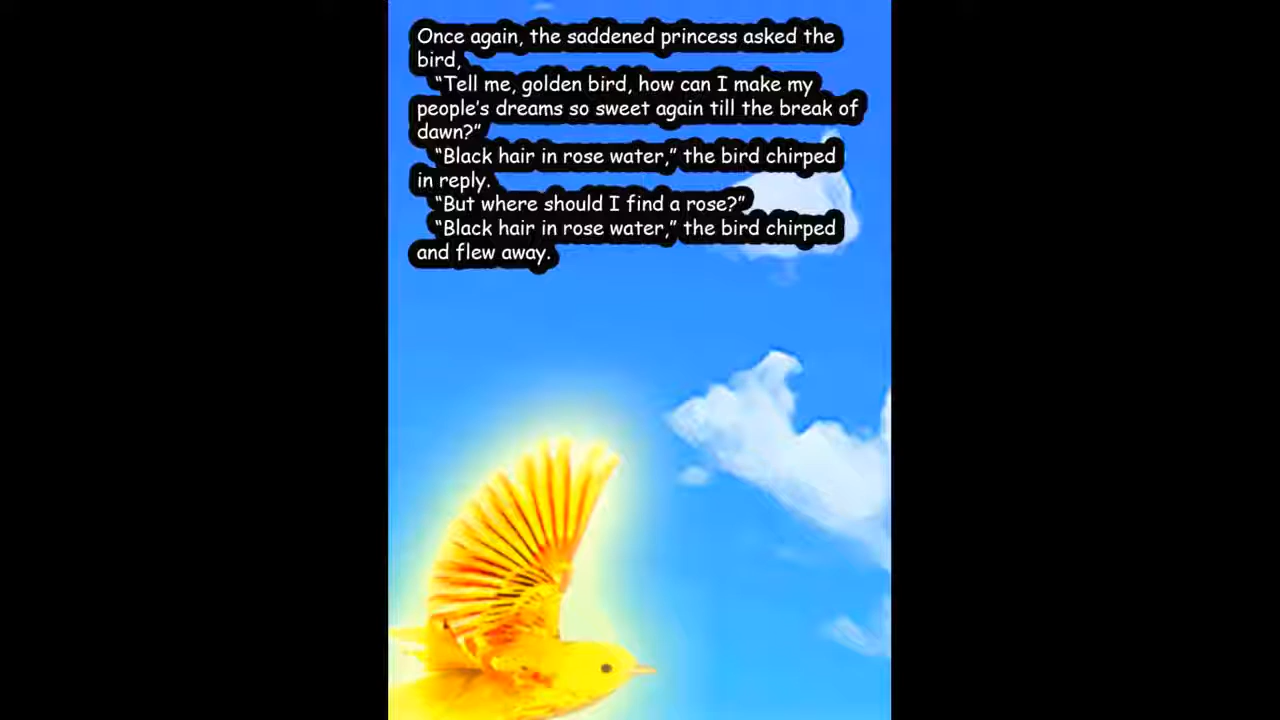 Once again, the saddened princess asked the
bird,
“Tell me, golden bird, how can I make my
people’s dreams so sweet again till the break of
dawn?”
“Black hair in rose water,” the bird chirped
in reply.
“But where should I find a rose?”
“Black hair in rose water,” the bird chirped
and flew away.